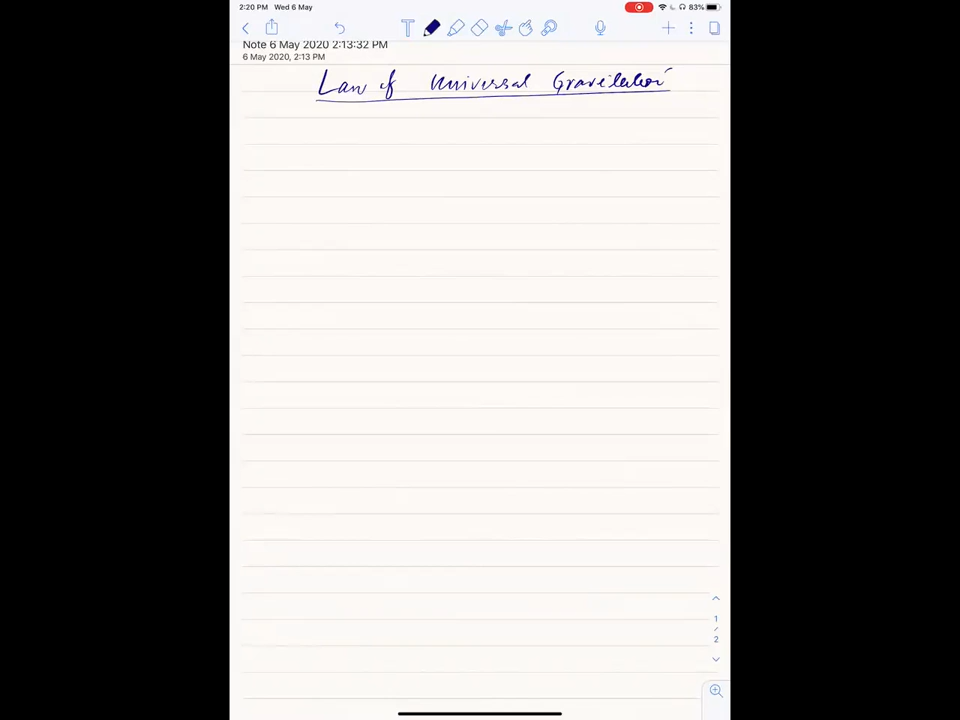 2:20 PM Wed 6 May 83%
Note 6 May 2020 2:13:32 PM
6 May 2020, 2:13 PM
Law of Universal Gravitation
1
2